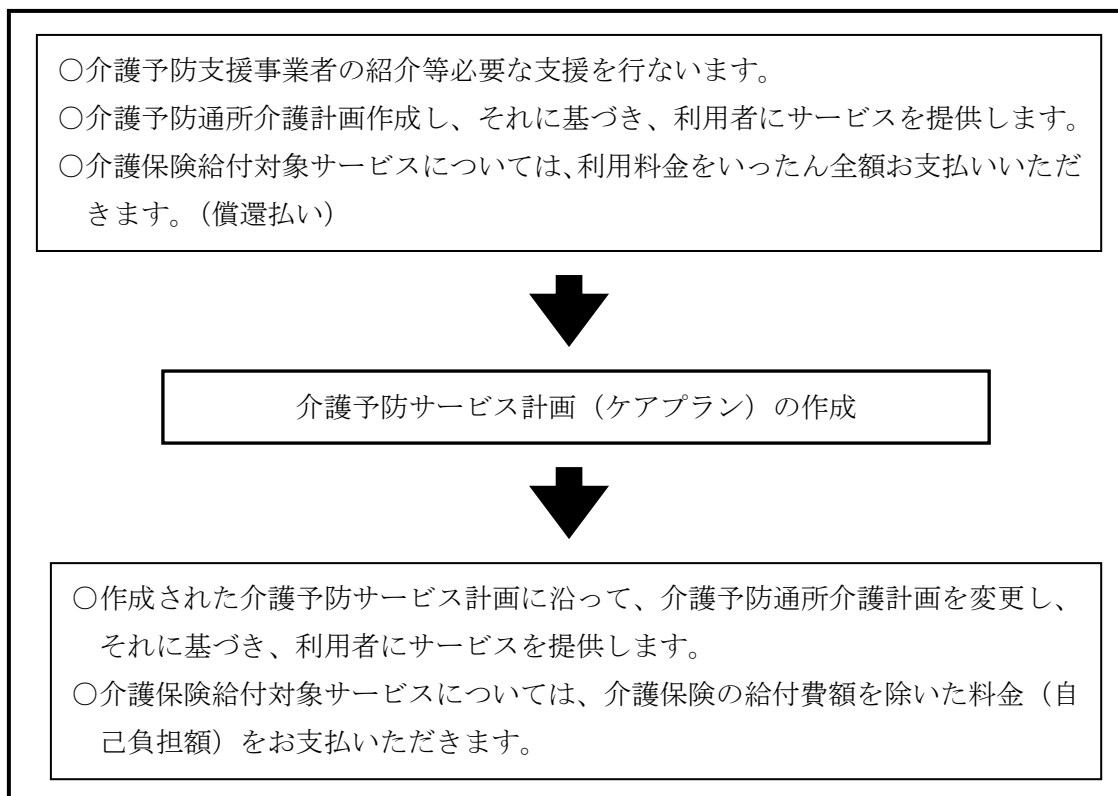 ○介護予防支援事業者の紹介等必要な支援を行ないます。
○介護予防通所介護計画作成し、それに基づき、利用者にサービスを提供します。
○介護保険給付対象サービスについては、利用料金をいったん全額お支払いいただ
きます。（償還払い）
介護予防サービス計画（ケアプラン）の作成
○作成された介護予防サービス計画に沿って、介護予防通所介護計画を変更し、
それに基づき、利用者にサービスを提供します。
○介護保険給付対象サービスについては、介護保険の給付費額を除いた料金（自
己負担額）をお支払いただきます。